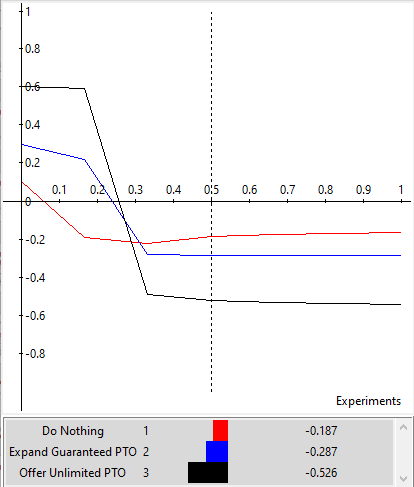 1
0.8
0.6
0.4
0.2
0.1 0.2 0.3 0.4 0.5 0.6 0.7 0.8 0.9 1
0
-0.2
-0.4
-0.6
-0.8
Experiments
Do Nothing 1 -0.187
Expand Guaranteed PTO 2 -0.287
Offer Unlimited PTO 3 -0.526